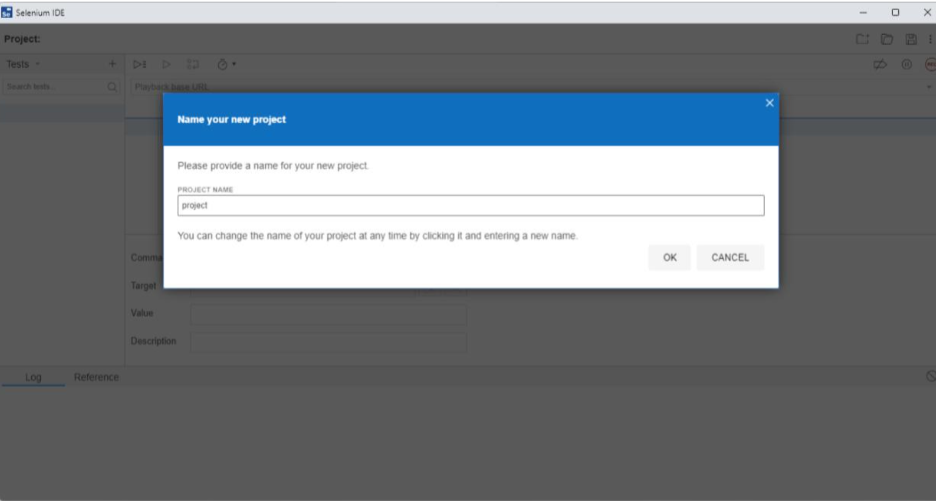 Se Selenium IDE
Project:
Tests
Search tests...
Playback base URL
Name your new project
Please provide a name for your new project.
PROJECT NAME
project
You can change the name of your project at any time by clicking it and entering a new name.
OK CANCEL
Comma
Target
Value
Description
Log Reference